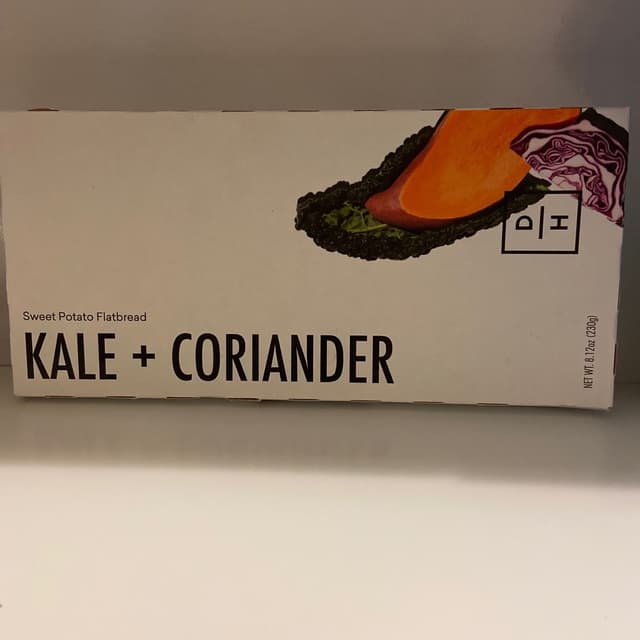 Sweet Potato Flatbread
KALE + CORIANDER
D
H
NET WT. 8.12oz (230g)